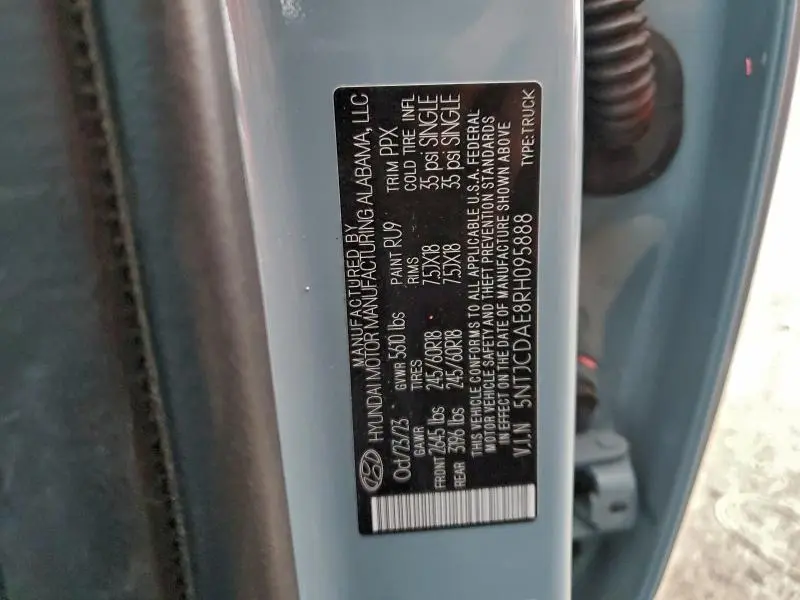 MANUFACTURED BY
HYUNDAI MOTOR MANUFACTURING ALABAMA, LLC
Oct/23/23 GVWR 5610 lbs PAINT RU9 TRIM PPX
GAWR TIRES RIMS COLD TIRE INFL
FRONT 2645 lbs 245/60R18 7.5JX18 35 psi SINGLE
REAR 3196 lbs 245/60R18 7.5JX18 35 psi SINGLE
THIS VEHICLE CONFORMS TO ALL APPLICABLE U.S.A. FEDERAL
MOTOR VEHICLE SAFETY AND THEFT PREVENTION STANDARDS
IN EFFECT ON THE DATE OF MANUFACTURE SHOWN ABOVE
V.I.N 5NTJCDAE8RH095888 TYPE:TRUCK